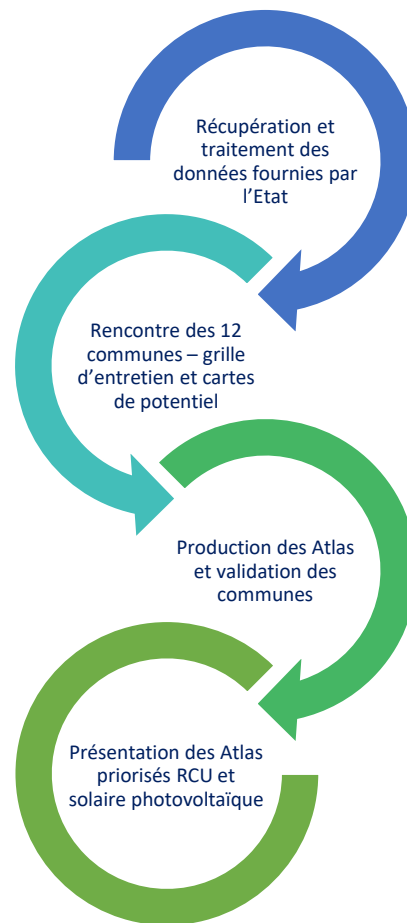 Récupération et
traitement des
données fournies par
l’Etat
Rencontre des 12
communes – grille
d’entretien et cartes
de potentiel
Production des Atlas
et validation des
communes
Présentation des Atlas
priorisés RCU et
solaire photovoltaïque